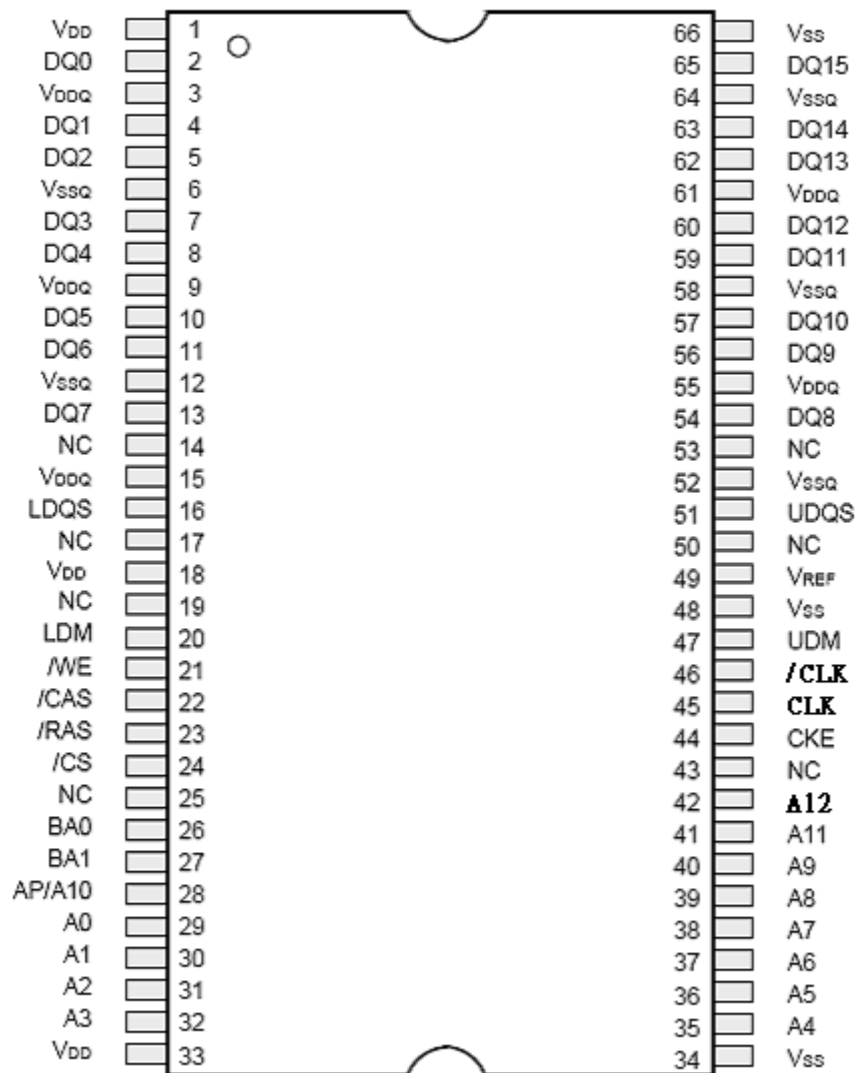 VDD 1 66 VSS
DQ0 2 65 DQ15
VDDQ 3 64 VSSQ
DQ1 4 63 DQ14
DQ2 5 62 DQ13
VSSQ 6 61 VDDQ
DQ3 7 60 DQ12
DQ4 8 59 DQ11
VDDQ 9 58 VSSQ
DQ5 10 57 DQ10
DQ6 11 56 DQ9
VSSQ 12 55 VDDQ
DQ7 13 54 DQ8
NC 14 53 NC
VDDQ 15 52 VSSQ
LDQS 16 51 UDQS
NC 17 50 NC
VDD 18 49 VREF
NC 19 48 VSS
LDM 20 47 UDM
/WE 21 46 /CLK
/CAS 22 45 CLK
/RAS 23 44 CKE
/CS 24 43 NC
NC 25 42 A12
BA0 26 41 A11
BA1 27 40 A9
AP/A10 28 39 A8
A0 29 38 A7
A1 30 37 A6
A2 31 36 A5
A3 32 35 A4
VDD 33 34 VSS